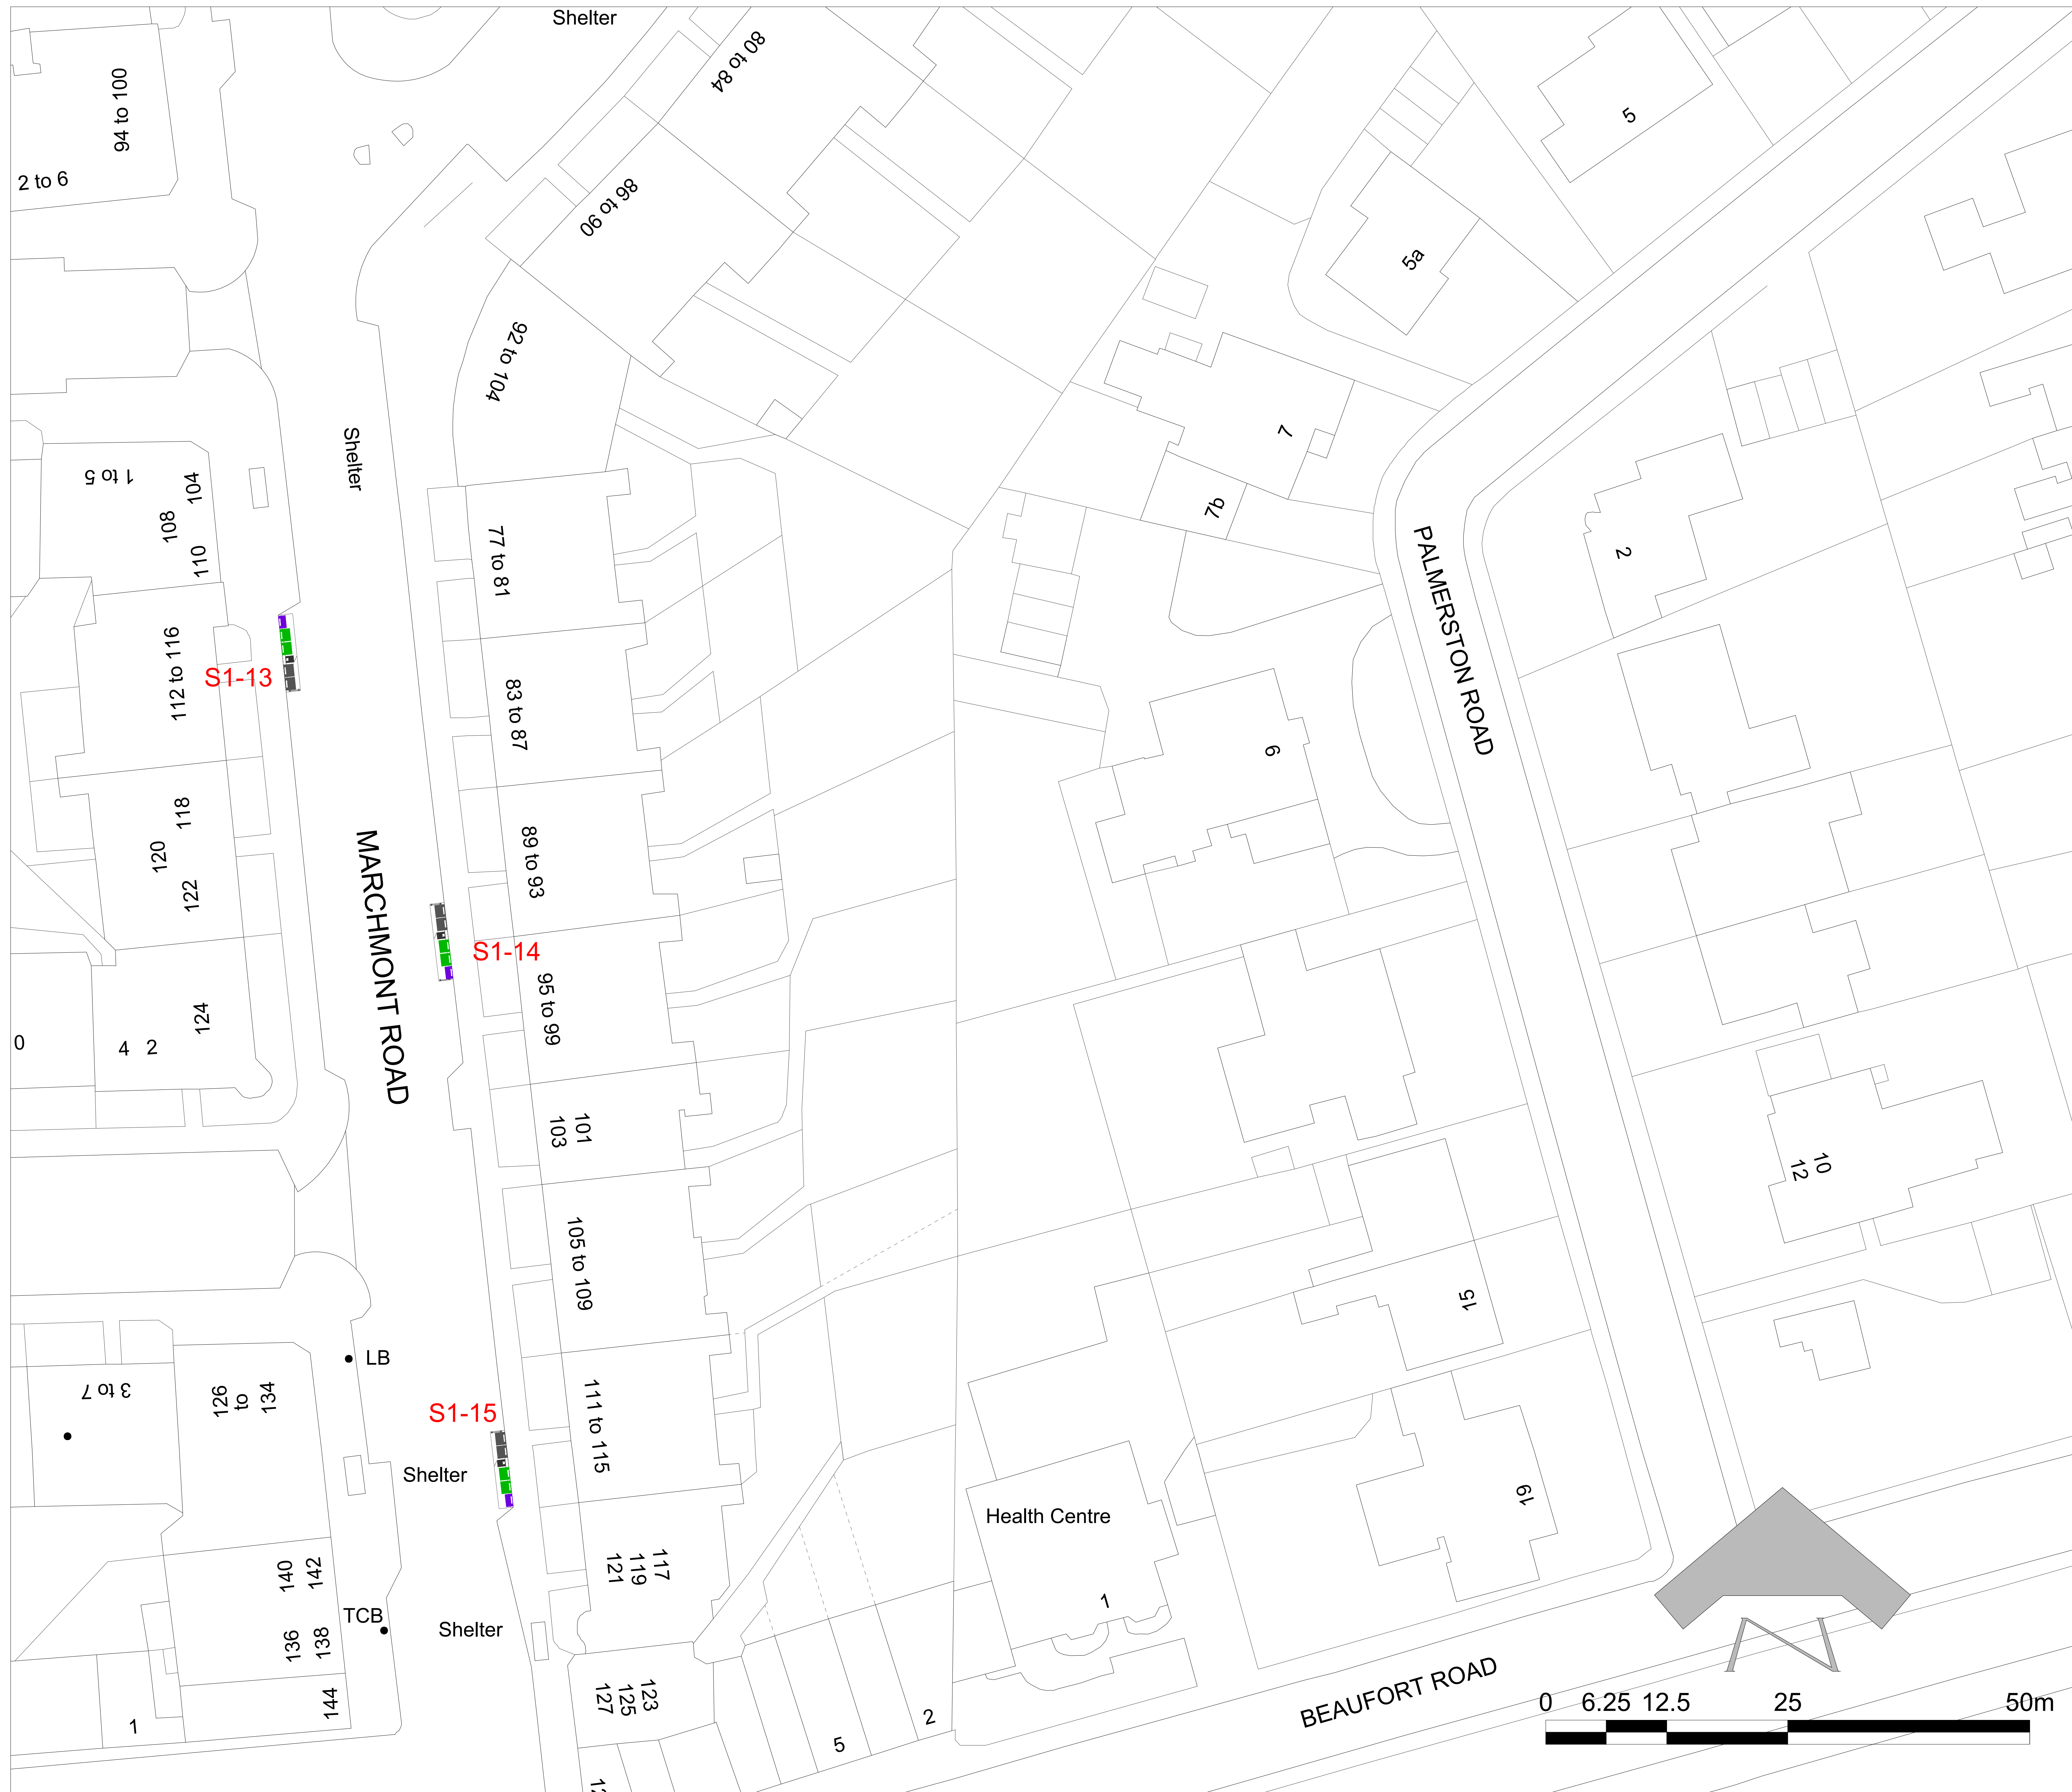 Shelter
80 to 84
94 to 100
5
2 to 6
86 to 90
5a
92 to 104
Shelter
7
1 to 5
104
7b
108
110
77 to 81
2
PALMERSTON ROAD
112 to 116
S1-13
83 to 87
6
118
120
122
89 to 93
MARCHMONT ROAD
S1-14
95 to 99
124
0
4
2
101
103
10
12
105 to 109
15
LB
3 to 7
126
to
134
S1-15
111 to 115
Shelter
19
Health Centre
117
119
121
140
142
1
TCB
136
138
Shelter
BEAUFORT ROAD
123
125
127
144
1
2
5
0 6.25 12.5 25 50m